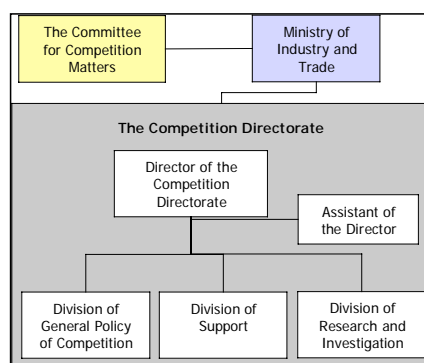 The Committee
for Competition
Matters
Ministry of
Industry and
Trade
The Competition Directorate
Director of the
Competition
Directorate
Assistant of
the Director
Division of
General Policy
of Competition
Division of
Support
Division of
Research and
Investigation